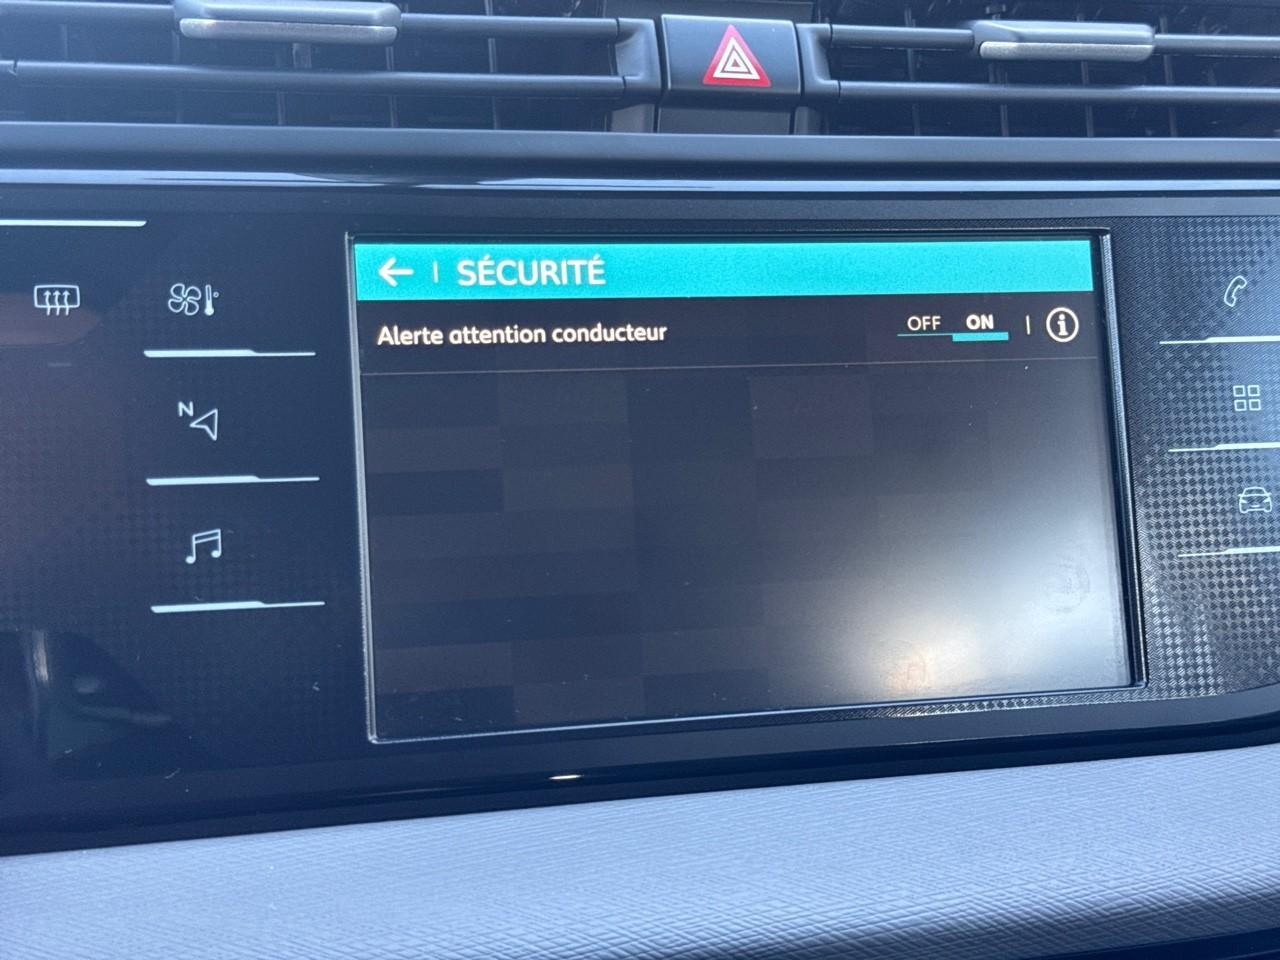 SÉCURITÉ
Alerte attention conducteur OFF ON
N